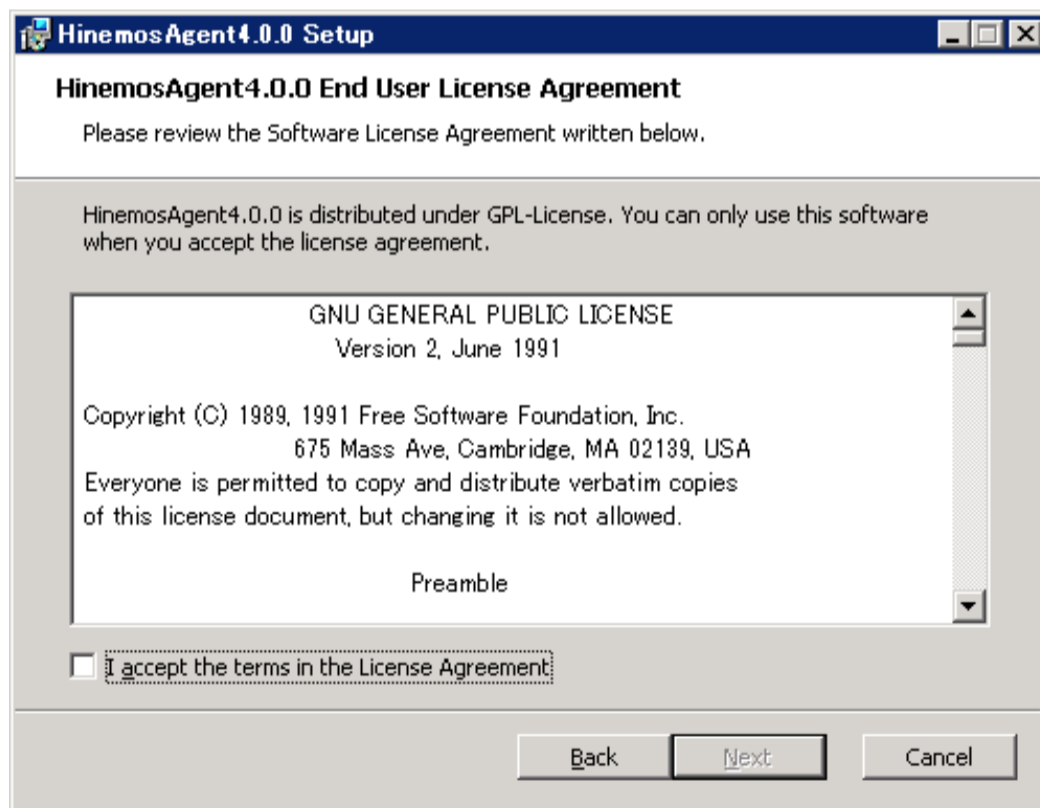 HinemosAgent4.0.0 Setup
HinemosAgent4.0.0 End User License Agreement
Please review the Software License Agreement written below.
HinemosAgent4.0.0 is distributed under GPL-License. You can only use this software
when you accept the license agreement.
GNU GENERAL PUBLIC LICENSE
Version 2, June 1991
Copyright (C) 1989, 1991 Free Software Foundation, Inc.
675 Mass Ave, Cambridge, MA 02139, USA
Everyone is permitted to copy and distribute verbatim copies
of this license document, but changing it is not allowed.
Preamble
I accept the terms in the License Agreement
Back Next Cancel